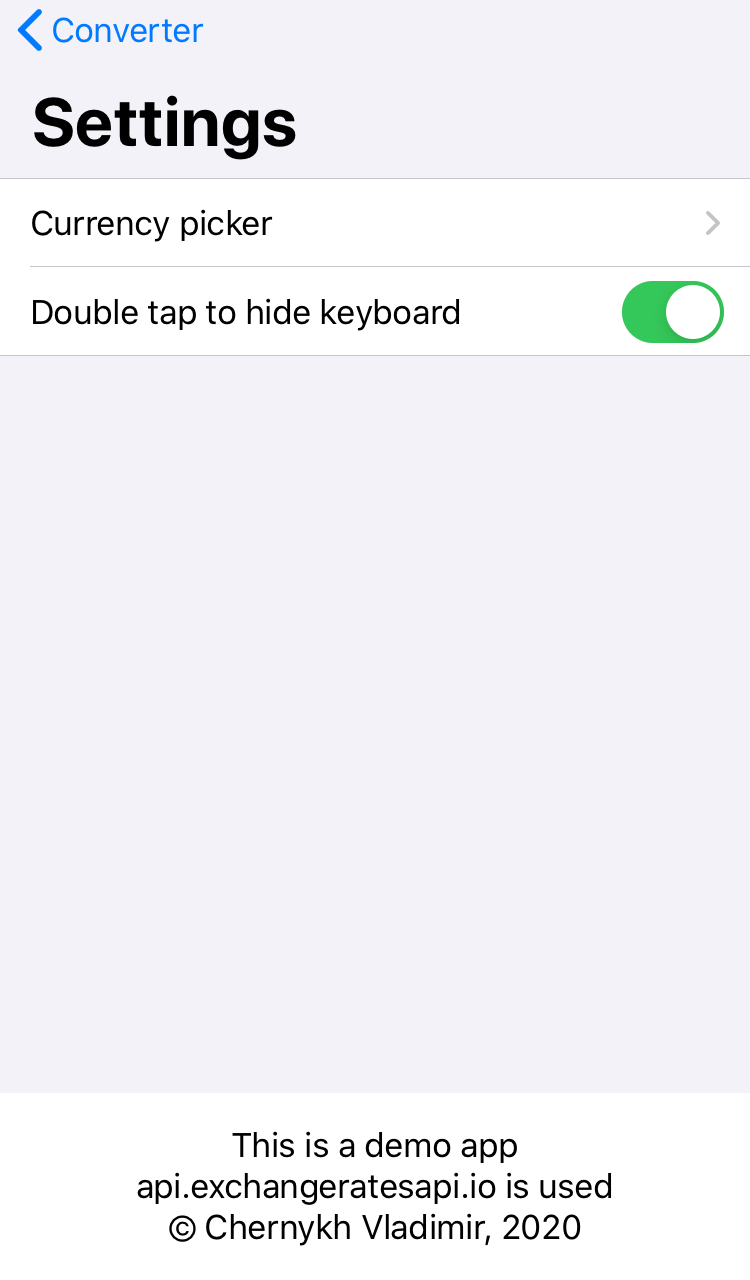 Converter
Settings
Currency picker
Double tap to hide keyboard
This is a demo app
api.exchangeratesapi.io is used
© Chernykh Vladimir, 2020